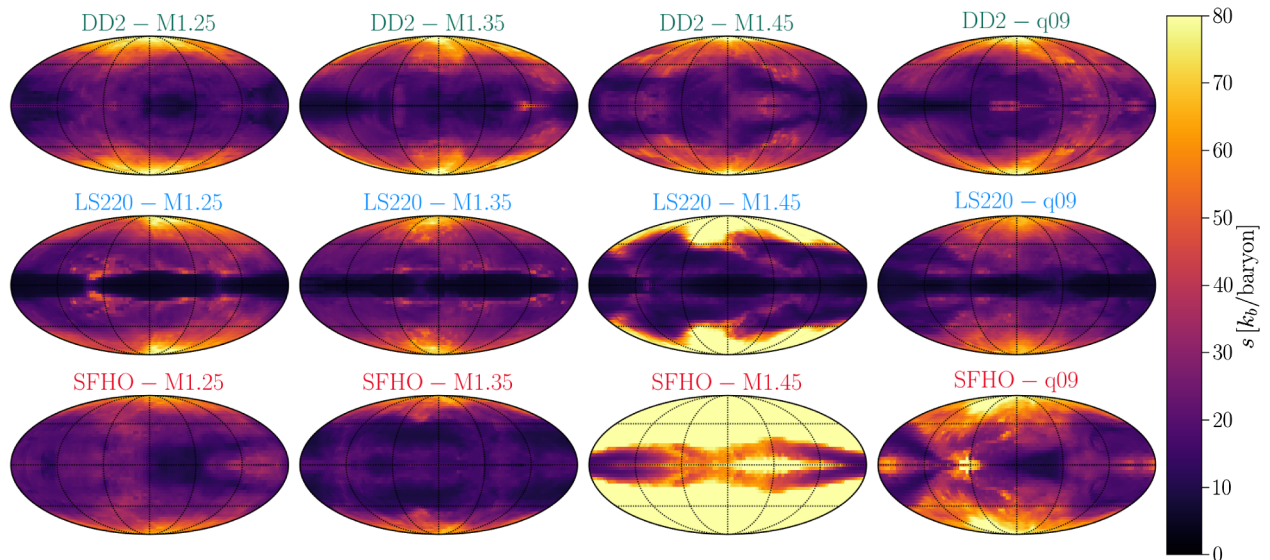 DD2 − M1.25 DD2 − M1.35 DD2 − M1.45 DD2 − q09
LS220 − M1.25 LS220 − M1.35 LS220 − M1.45 LS220 − q09
SFHO − M1.25 SFHO − M1.35 SFHO − M1.45 SFHO − q09
80
70
60
50
40
30
20
10
0
s [k_b/baryon]